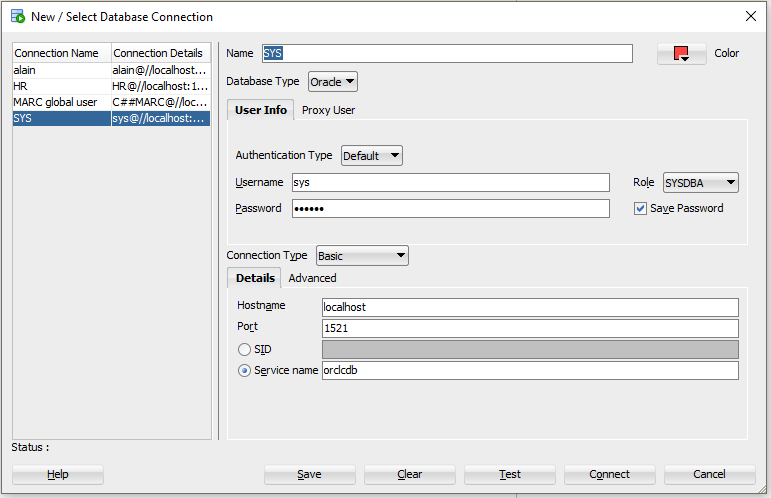 New / Select Database Connection
Connection Name Connection Details
alain alain@//localhost...
HR HR@//localhost:1...
MARC global user C##MARC@//loc...
SYS sys@//localhost:...
Name SYS Color
Database Type Oracle
User Info Proxy User
Authentication Type Default
Username sys Role SYSDBA
Password •••••• Save Password
Connection Type Basic
Details Advanced
Hostname localhost
Port 1521
SID
Service name orclcdb
Status :
Help Save Clear Test Connect Cancel